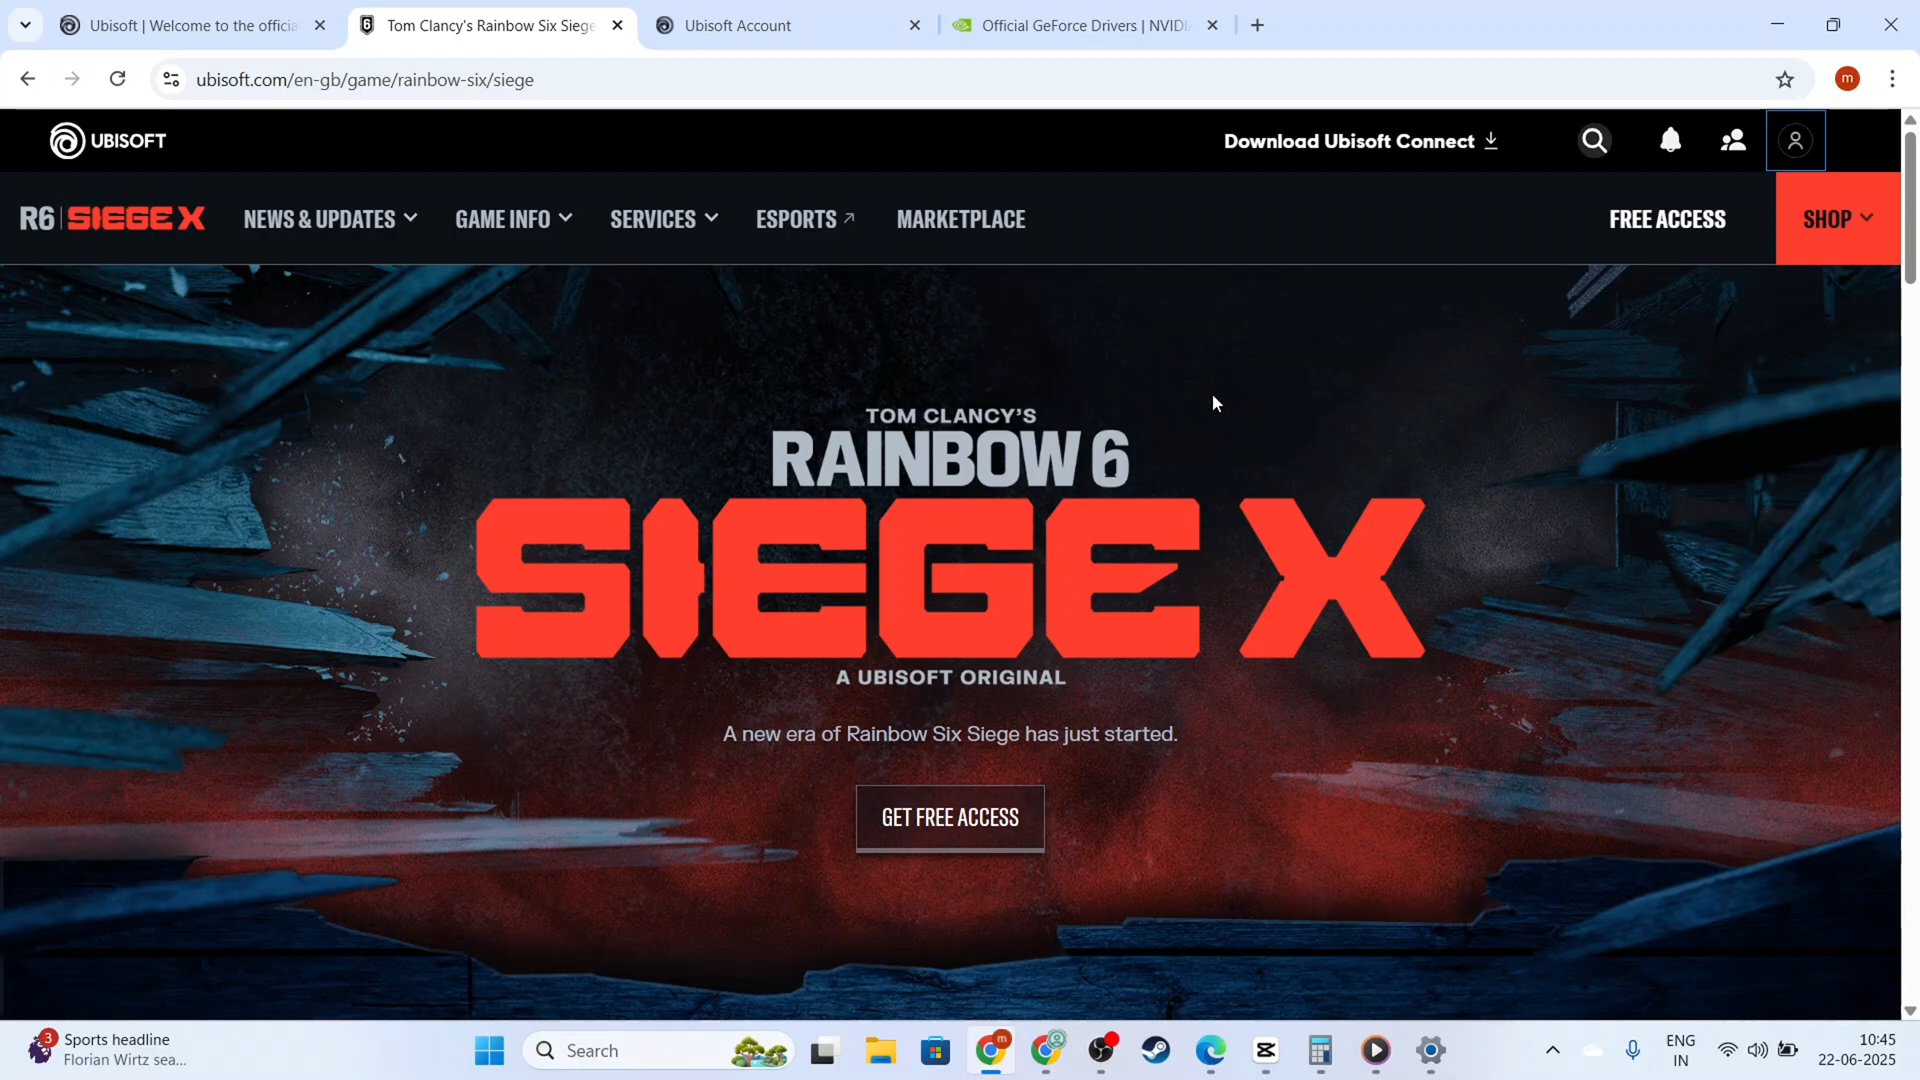 Ubisoft | Welcome to the officia
Tom Clancy's Rainbow Six Siege
Ubisoft Account
Official GeForce Drivers | NVIDI
ubisoft.com/en-gb/game/rainbow-six/siege
m
UBISOFT
Download Ubisoft Connect
R6 | SIEGE X
NEWS & UPDATES
GAME INFO
SERVICES
ESPORTS
MARKETPLACE
FREE ACCESS
SHOP
TOM CLANCY'S
RAINBOW 6
SIEGE X
A UBISOFT ORIGINAL
A new era of Rainbow Six Siege has just started.
GET FREE ACCESS
3
Sports headline
Florian Wirtz sea...
Search
m
ENG
IN
10:45
22-06-2025